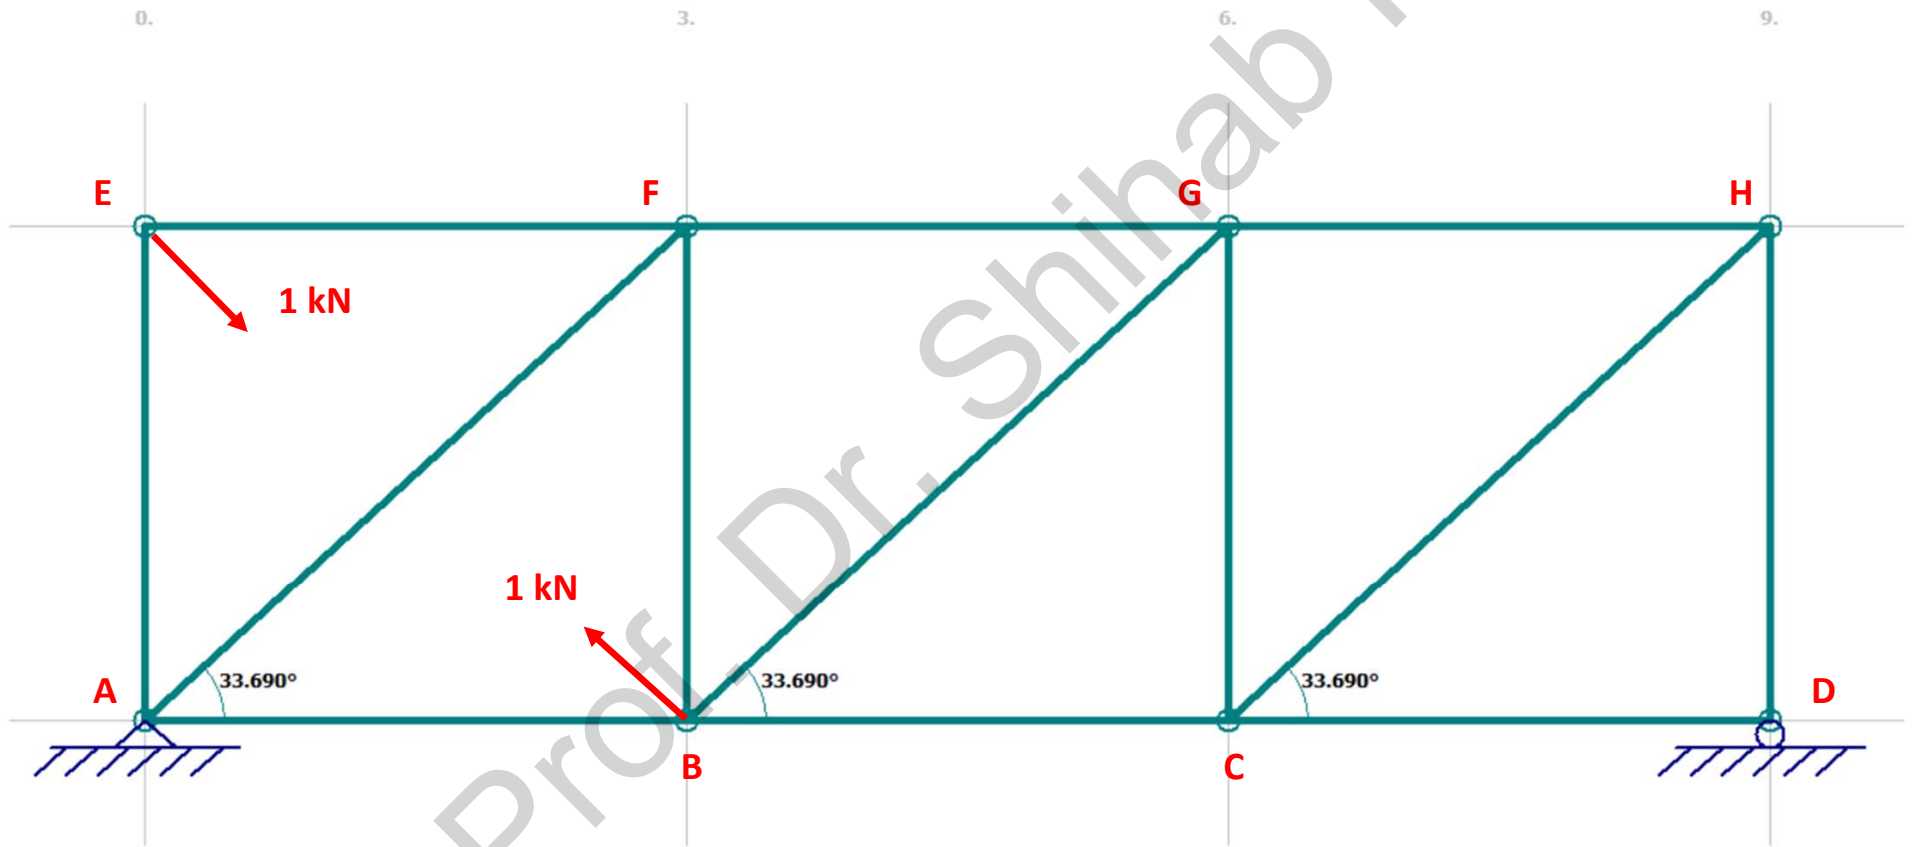 0. 3. 6. 9.
E F G H
1 kN
1 kN
A 33.690° 33.690° 33.690° D
B C
Prof. Dr. Shihab